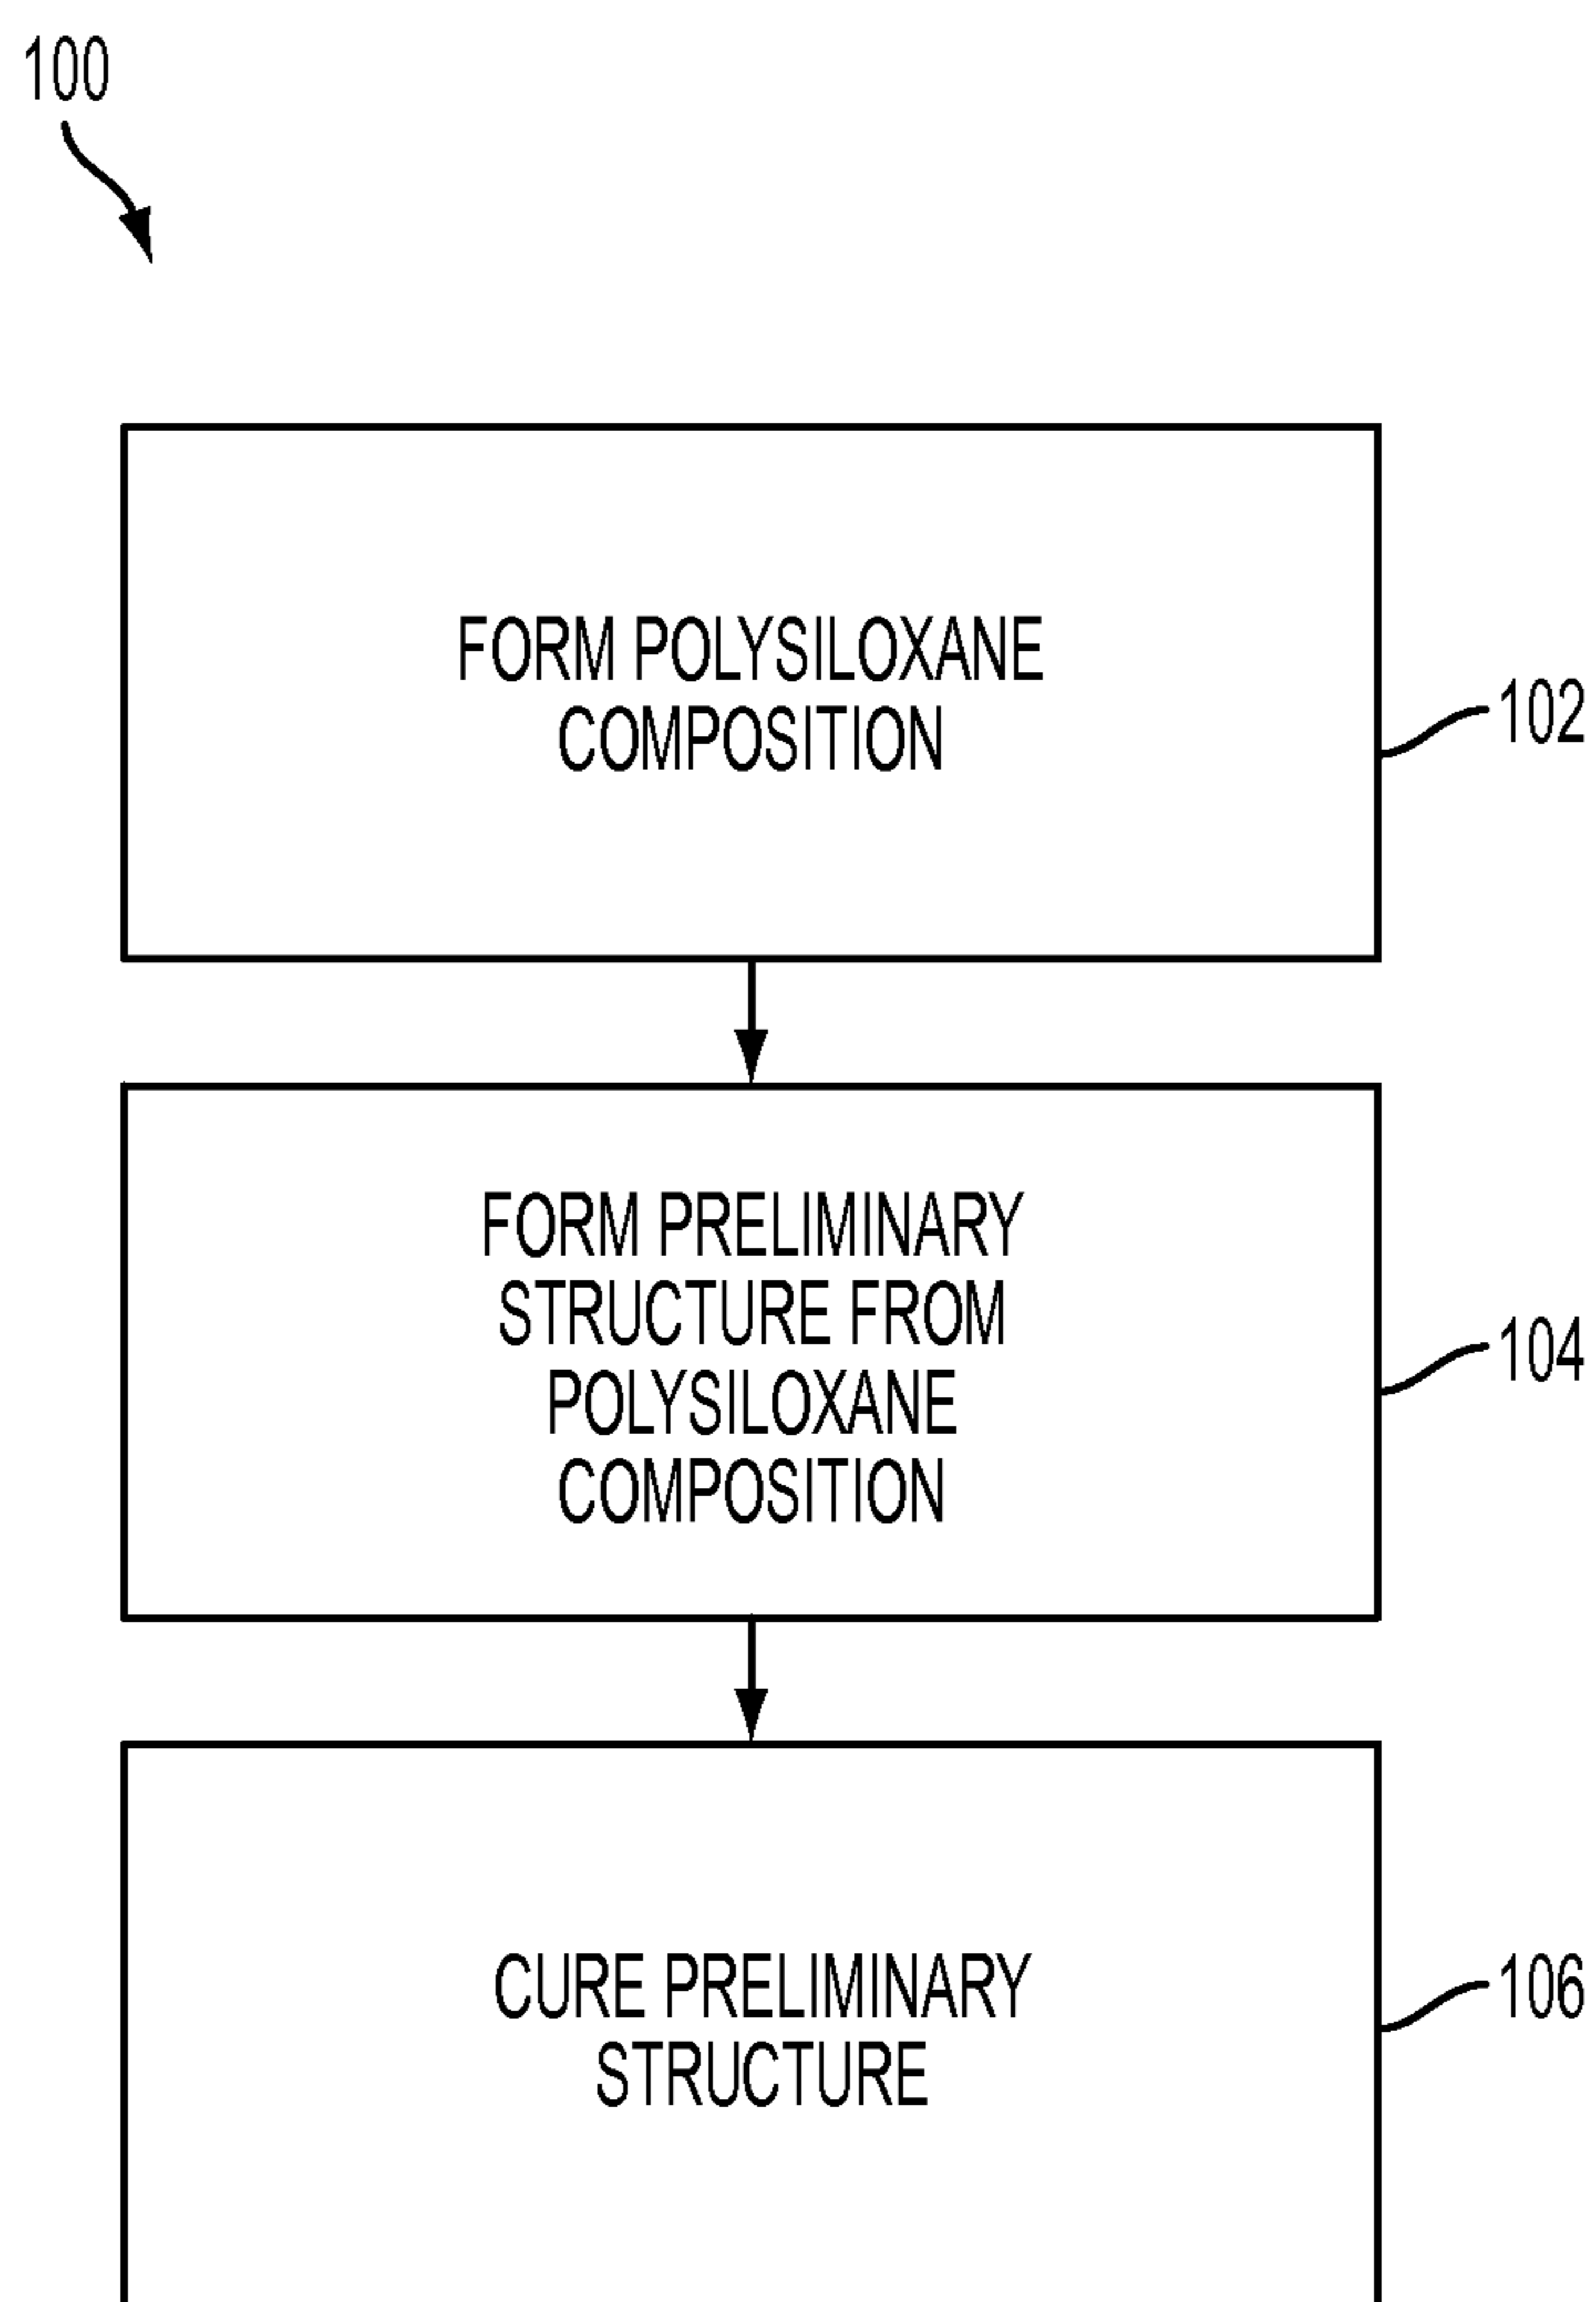 100
FORM POLYSILOXANE
COMPOSITION
102
FORM PRELIMINARY
STRUCTURE FROM
POLYSILOXANE
COMPOSITION
104
CURE PRELIMINARY
STRUCTURE
106